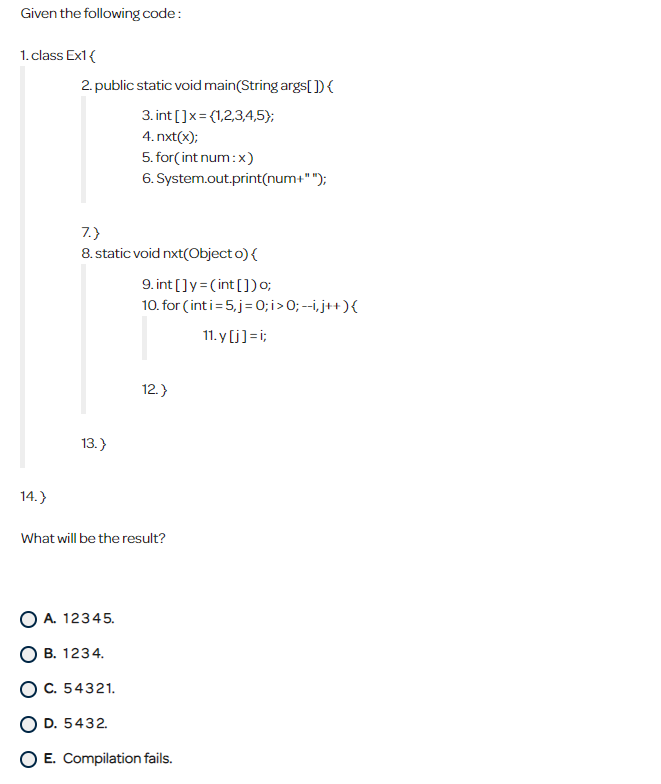 Given the following code :
1. class Ex1 {
2. public static void main(String args[ ]) {
3. int [ ] x = {1,2,3,4,5};
4. nxt(x);
5. for( int num : x )
6. System.out.print(num+" ");
7. }
8. static void nxt(Object o) {
9. int [ ] y = ( int [ ] ) o;
10. for ( int i = 5, j = 0; i > 0; --i, j++ ) {
11. y [ j ] = i;
12. }
13. }
14. }
What will be the result?
A. 1 2 3 4 5.
B. 1 2 3 4.
C. 5 4 3 2 1.
D. 5 4 3 2.
E. Compilation fails.